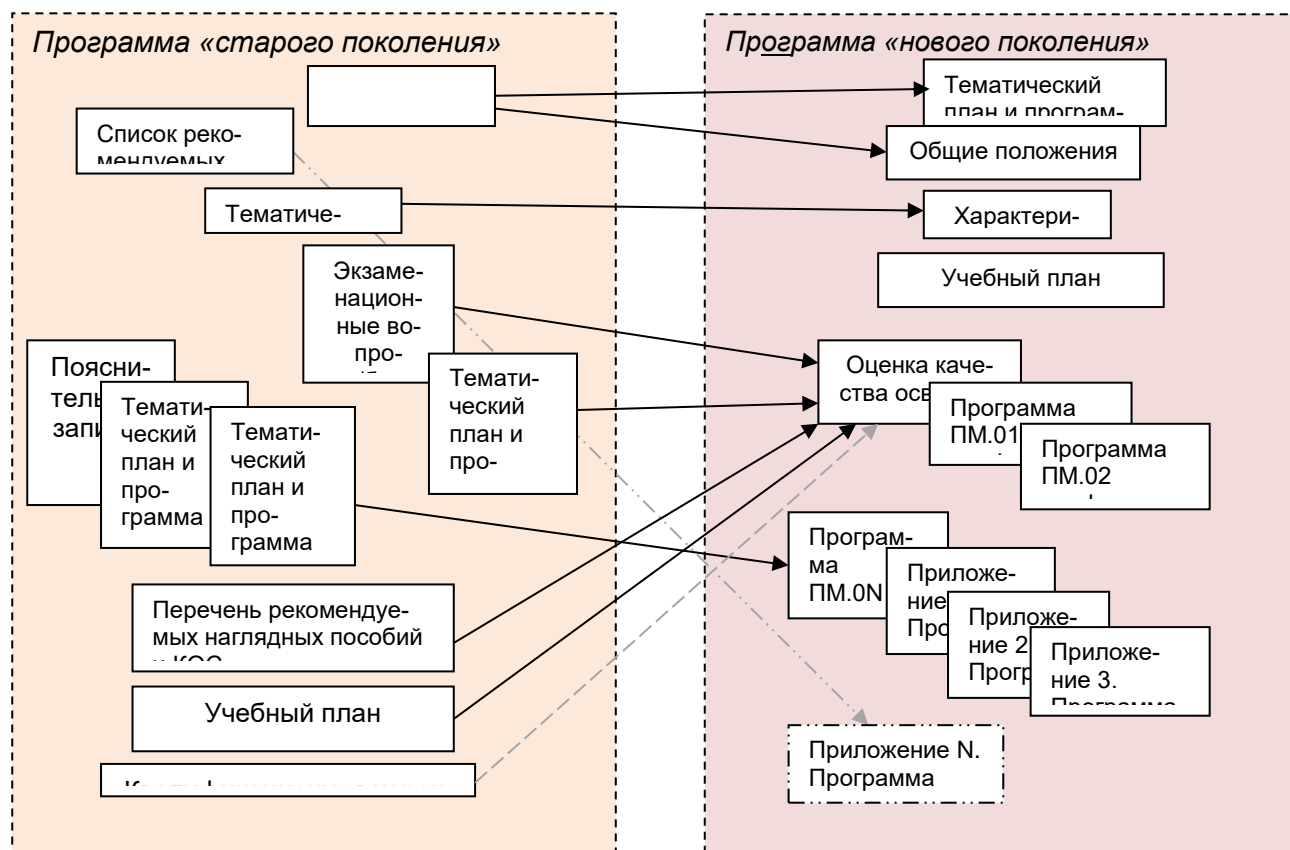 Программа «старого поколения»
Список реко-
мендуемых
Тематиче-
Экзаме-
национ-
ные во-
про-
Поясни-
Темати-
ческий
план и
про-
грамма
Темати-
ческий
план и
про-
грамма
Темати-
ческий
план и
про-
Перечень рекомендуе-
мых наглядных пособий
и КОС
Учебный план
Программа «нового поколения»
Тематический
план и програм-
Общие положения
Характери-
Учебный план
Оценка каче-
ства осв
Программа
ПМ.01
Программа
ПМ.02
Програм-
ма
ПМ.0N
Приложе-
ние
Про
Приложе-
ние 2
Прогр
Приложе-
ние 3.
Программа
Приложение N.
Программа